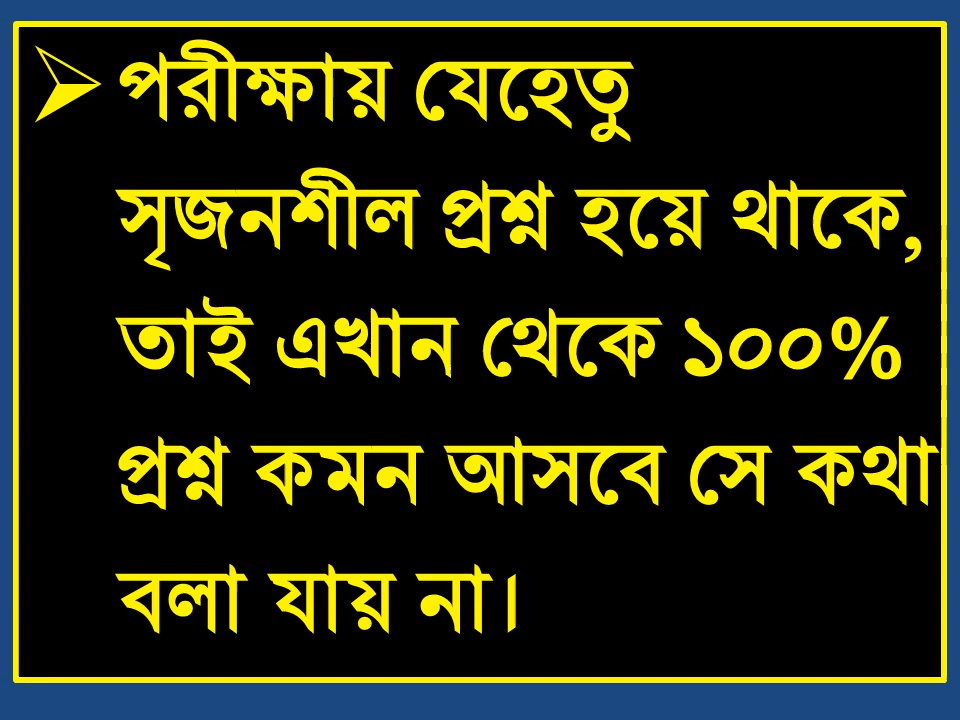 ➢পরীক্ষায় যেহেতু
সৃজনশীল প্রশ্ন হয়ে থাকে,
তাই এখান থেকে ১০০%
প্রশ্ন কমন আসবে সে কথা
বলা যায় না।